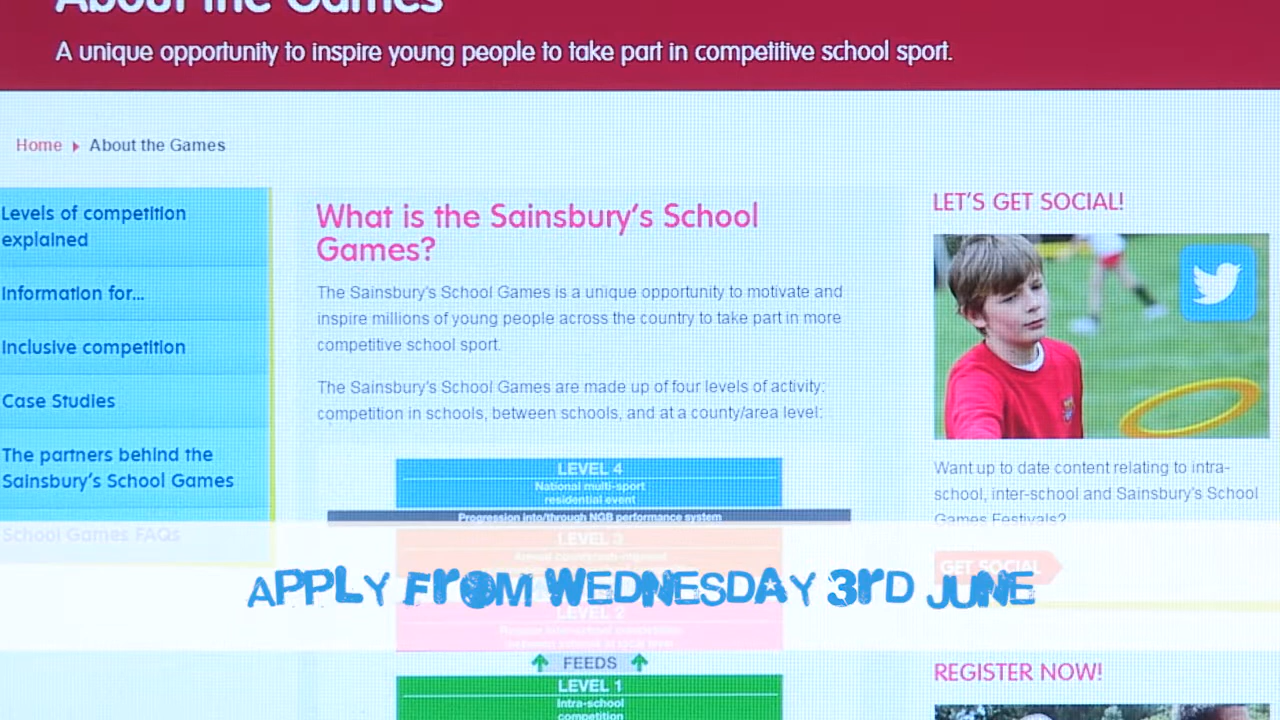 About the Games
A unique opportunity to inspire young people to take part in competitive school sport.
Home About the Games
Levels of competition
explained
Information for...
Inclusive competition
Case Studies
The partners behind the
Sainsbury's School Games
School Games FAQs
What is the Sainsbury's School
Games?
The Sainsbury's School Games is a unique opportunity to motivate and
inspire millions of young people across the country to take part in more
competitive school sport.
The Sainsbury's School Games are made up of four levels of activity:
competition in schools, between schools, and at a county/area level:
LEVEL 4
National multi-sport
residential event
Progression into/through NGB performance system
LEVEL 3
LEVEL 2
FEEDS
LEVEL 1
Intra-school
competition
LET'S GET SOCIAL!
Want up to date content relating to intra-
school, inter-school and Sainsbury's School
Games Festivals?
GET SOCIAL
REGISTER NOW!
APPLY FROM WEDNESDAY 3RD JUNE